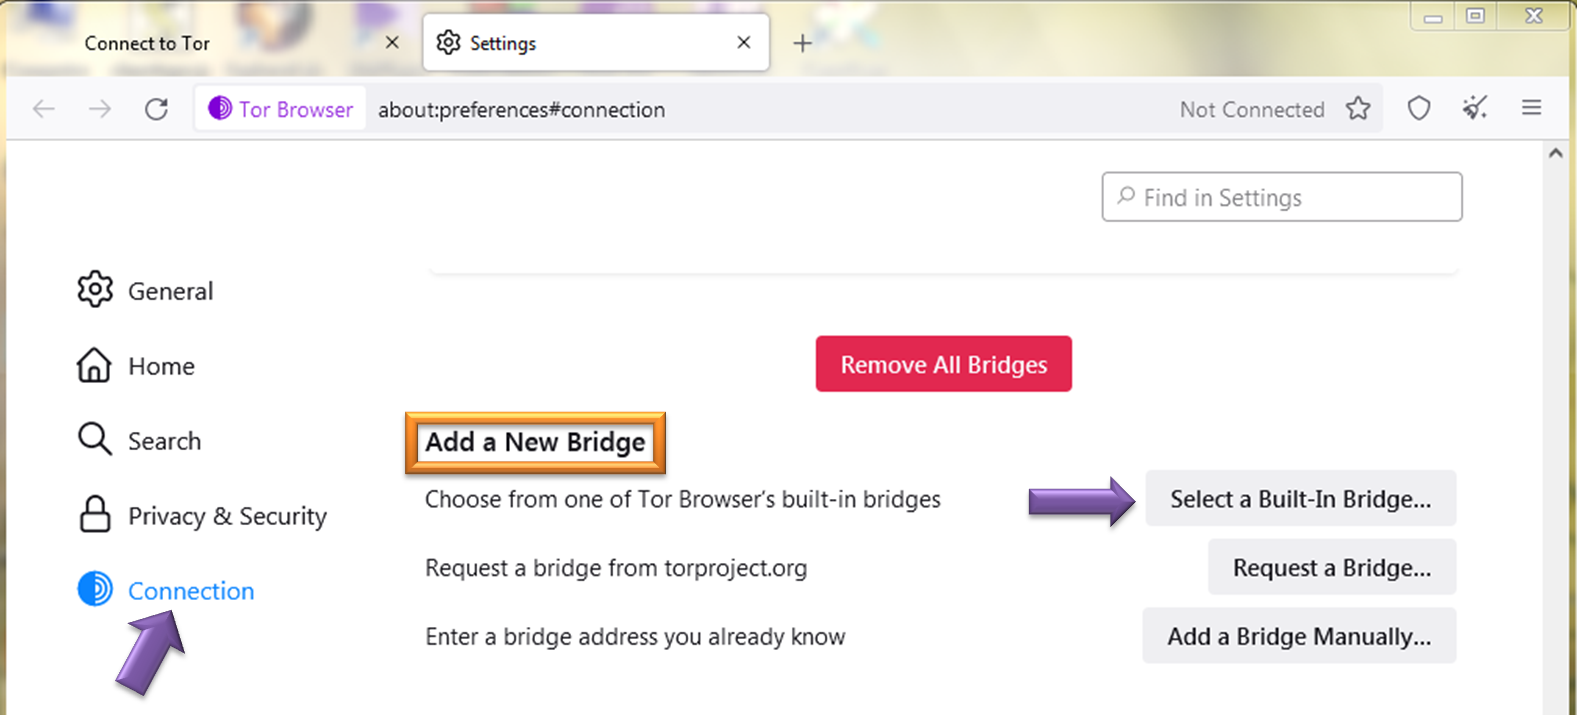 Connect to Tor
Settings
Tor Browser about:preferences#connection Not Connected
Find in Settings
General
Home
Search
Privacy & Security
Connection
Remove All Bridges
Add a New Bridge
Choose from one of Tor Browser’s built-in bridges Select a Built-In Bridge...
Request a bridge from torproject.org Request a Bridge...
Enter a bridge address you already know Add a Bridge Manually...